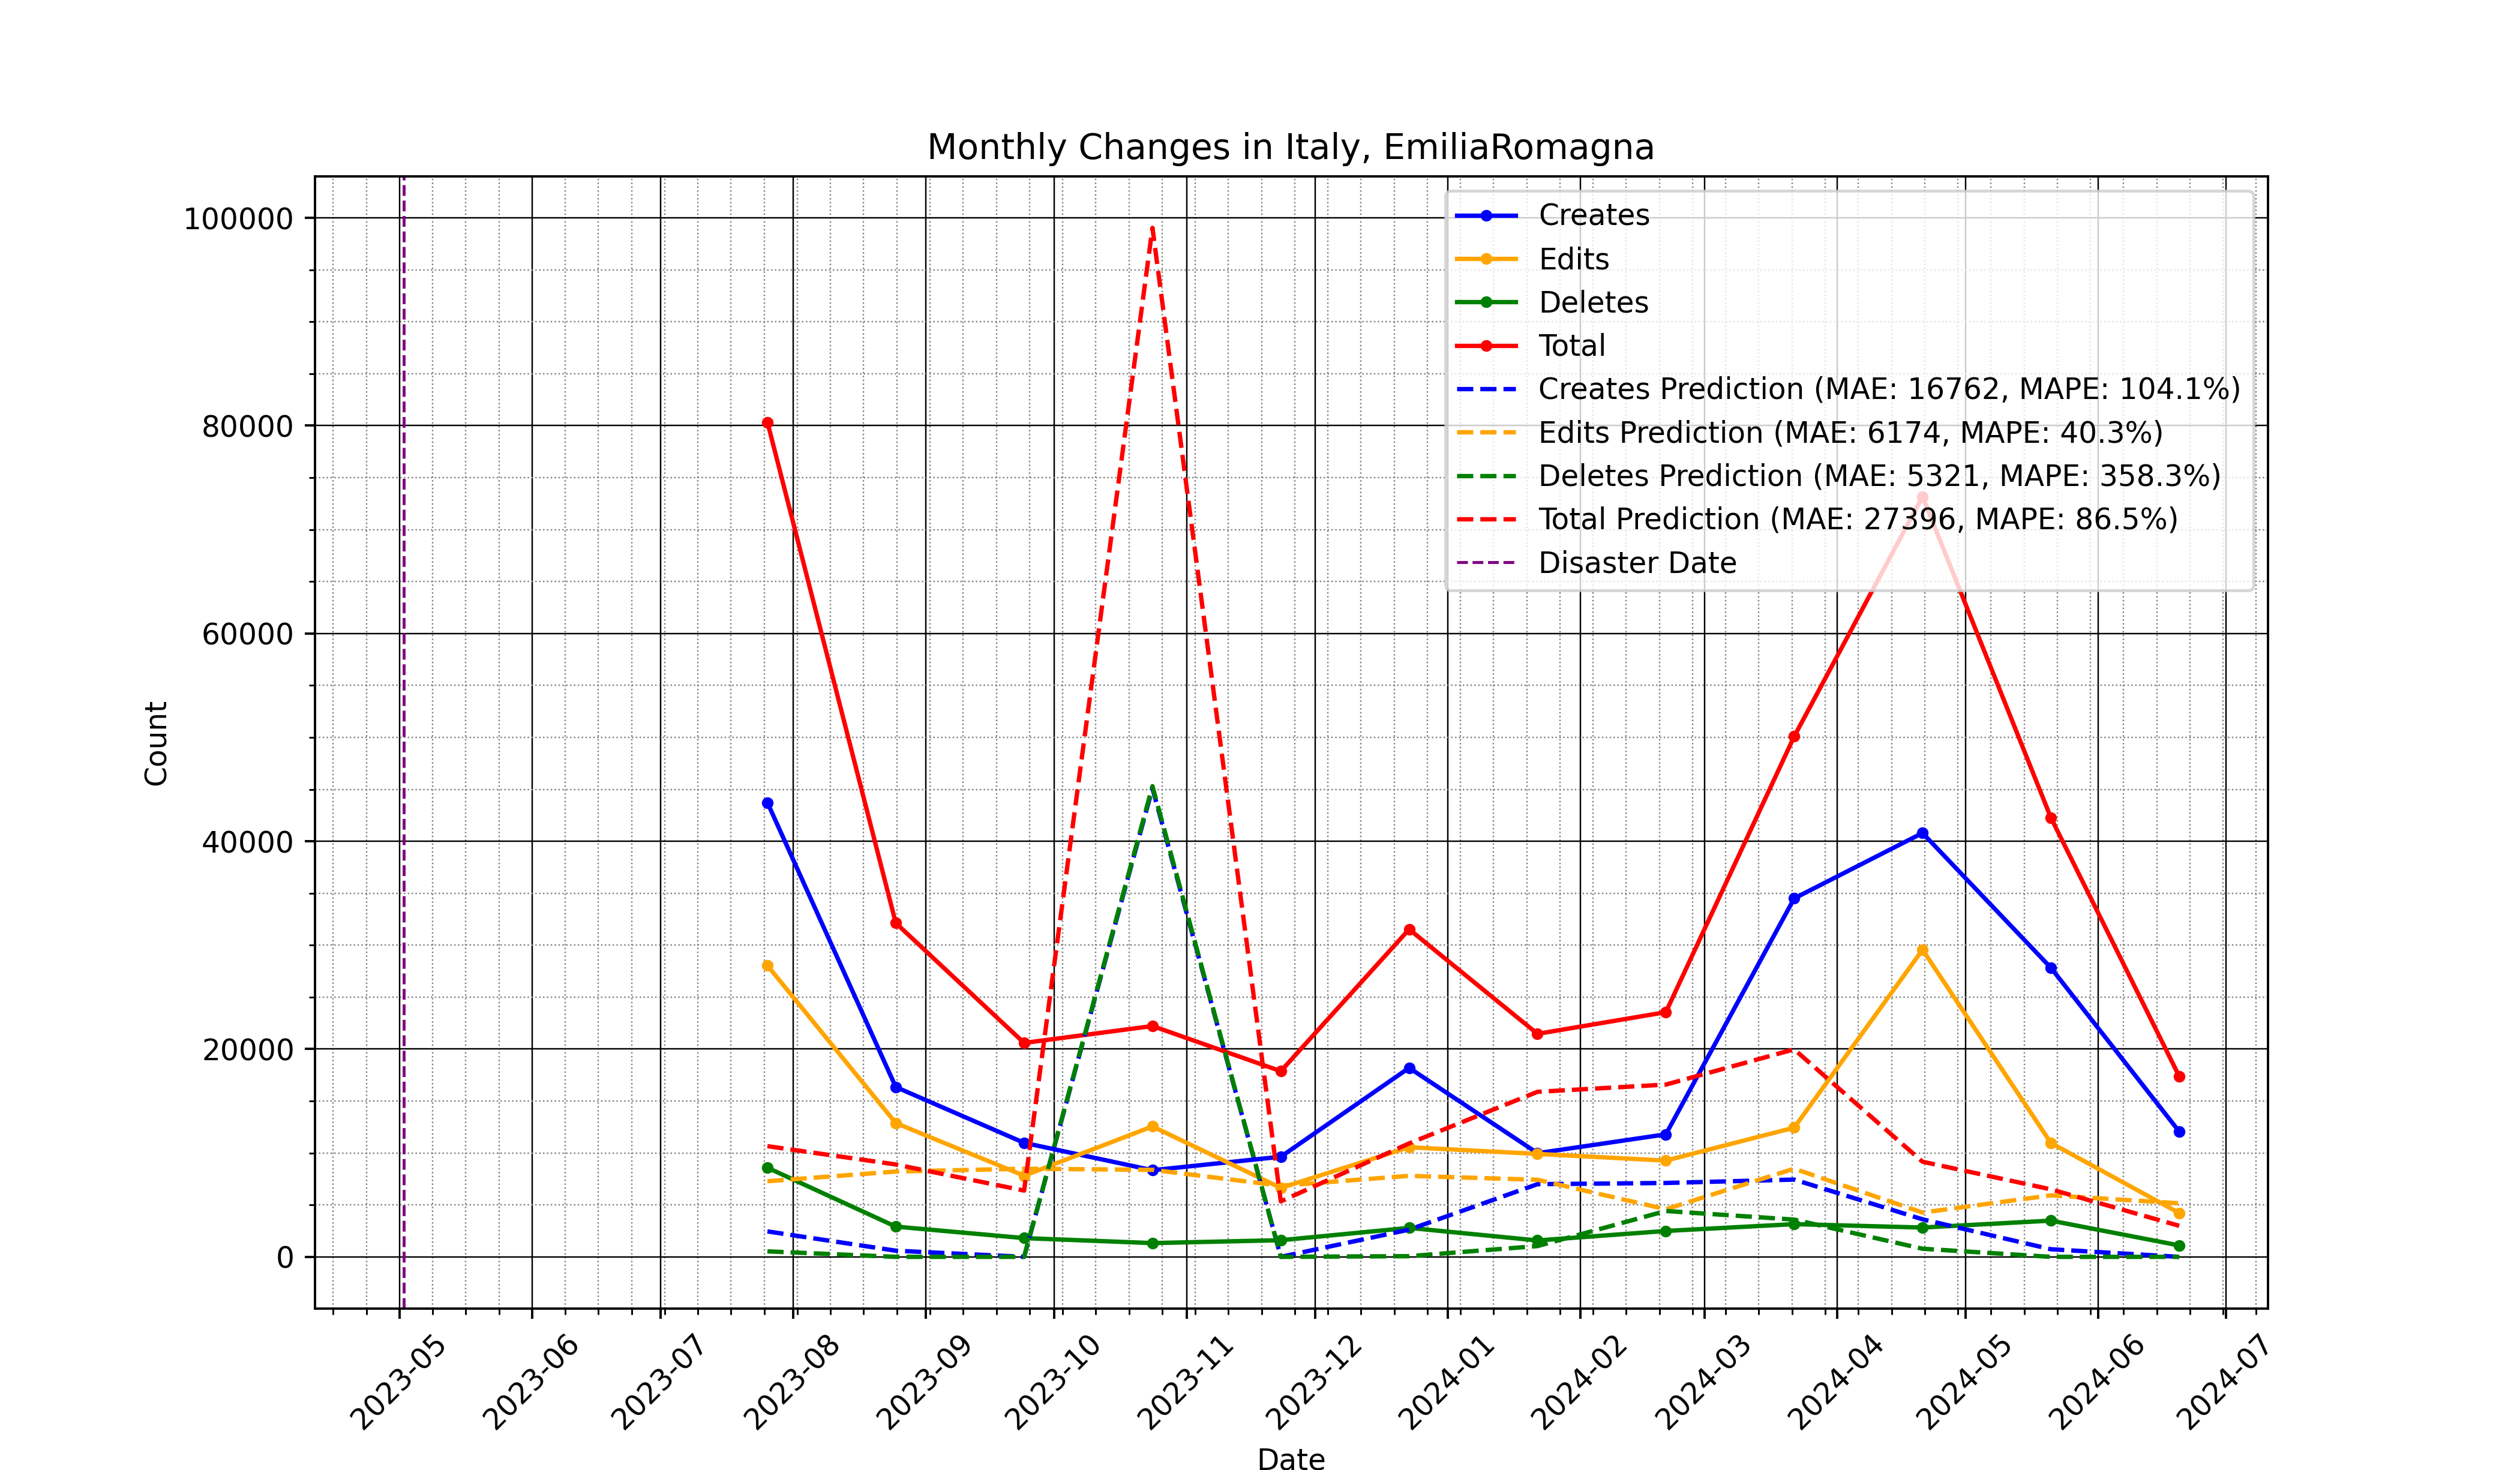 Monthly Changes in Italy, EmiliaRomagna
Creates
Edits
Deletes
Total
Creates Prediction (MAE: 16762, MAPE: 104.1%)
Edits Prediction (MAE: 6174, MAPE: 40.3%)
Deletes Prediction (MAE: 5321, MAPE: 358.3%)
Total Prediction (MAE: 27396, MAPE: 86.5%)
Disaster Date
Count
100000
80000
60000
40000
20000
0
2023-05
2023-06
2023-07
2023-08
2023-09
2023-10
2023-11
2023-12
2024-01
2024-02
2024-03
2024-04
2024-05
2024-06
2024-07
Date